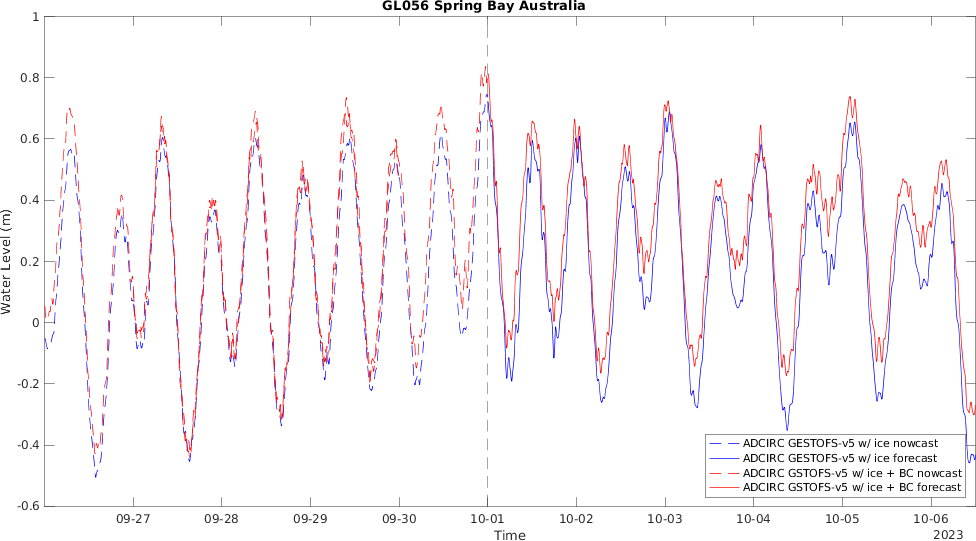 GL056 Spring Bay Australia
1
0.8
0.6
0.4
0.2
0
-0.2
-0.4
-0.6
Water Level (m)
ADCIRC GESTOFS-v5 w/ ice nowcast
ADCIRC GESTOFS-v5 w/ ice forecast
ADCIRC GSTOFS-v5 w/ ice + BC nowcast
ADCIRC GSTOFS-v5 w/ ice + BC forecast
09-27 09-28 09-29 09-30 10-01 10-02 10-03 10-04 10-05 10-06
Time
2023